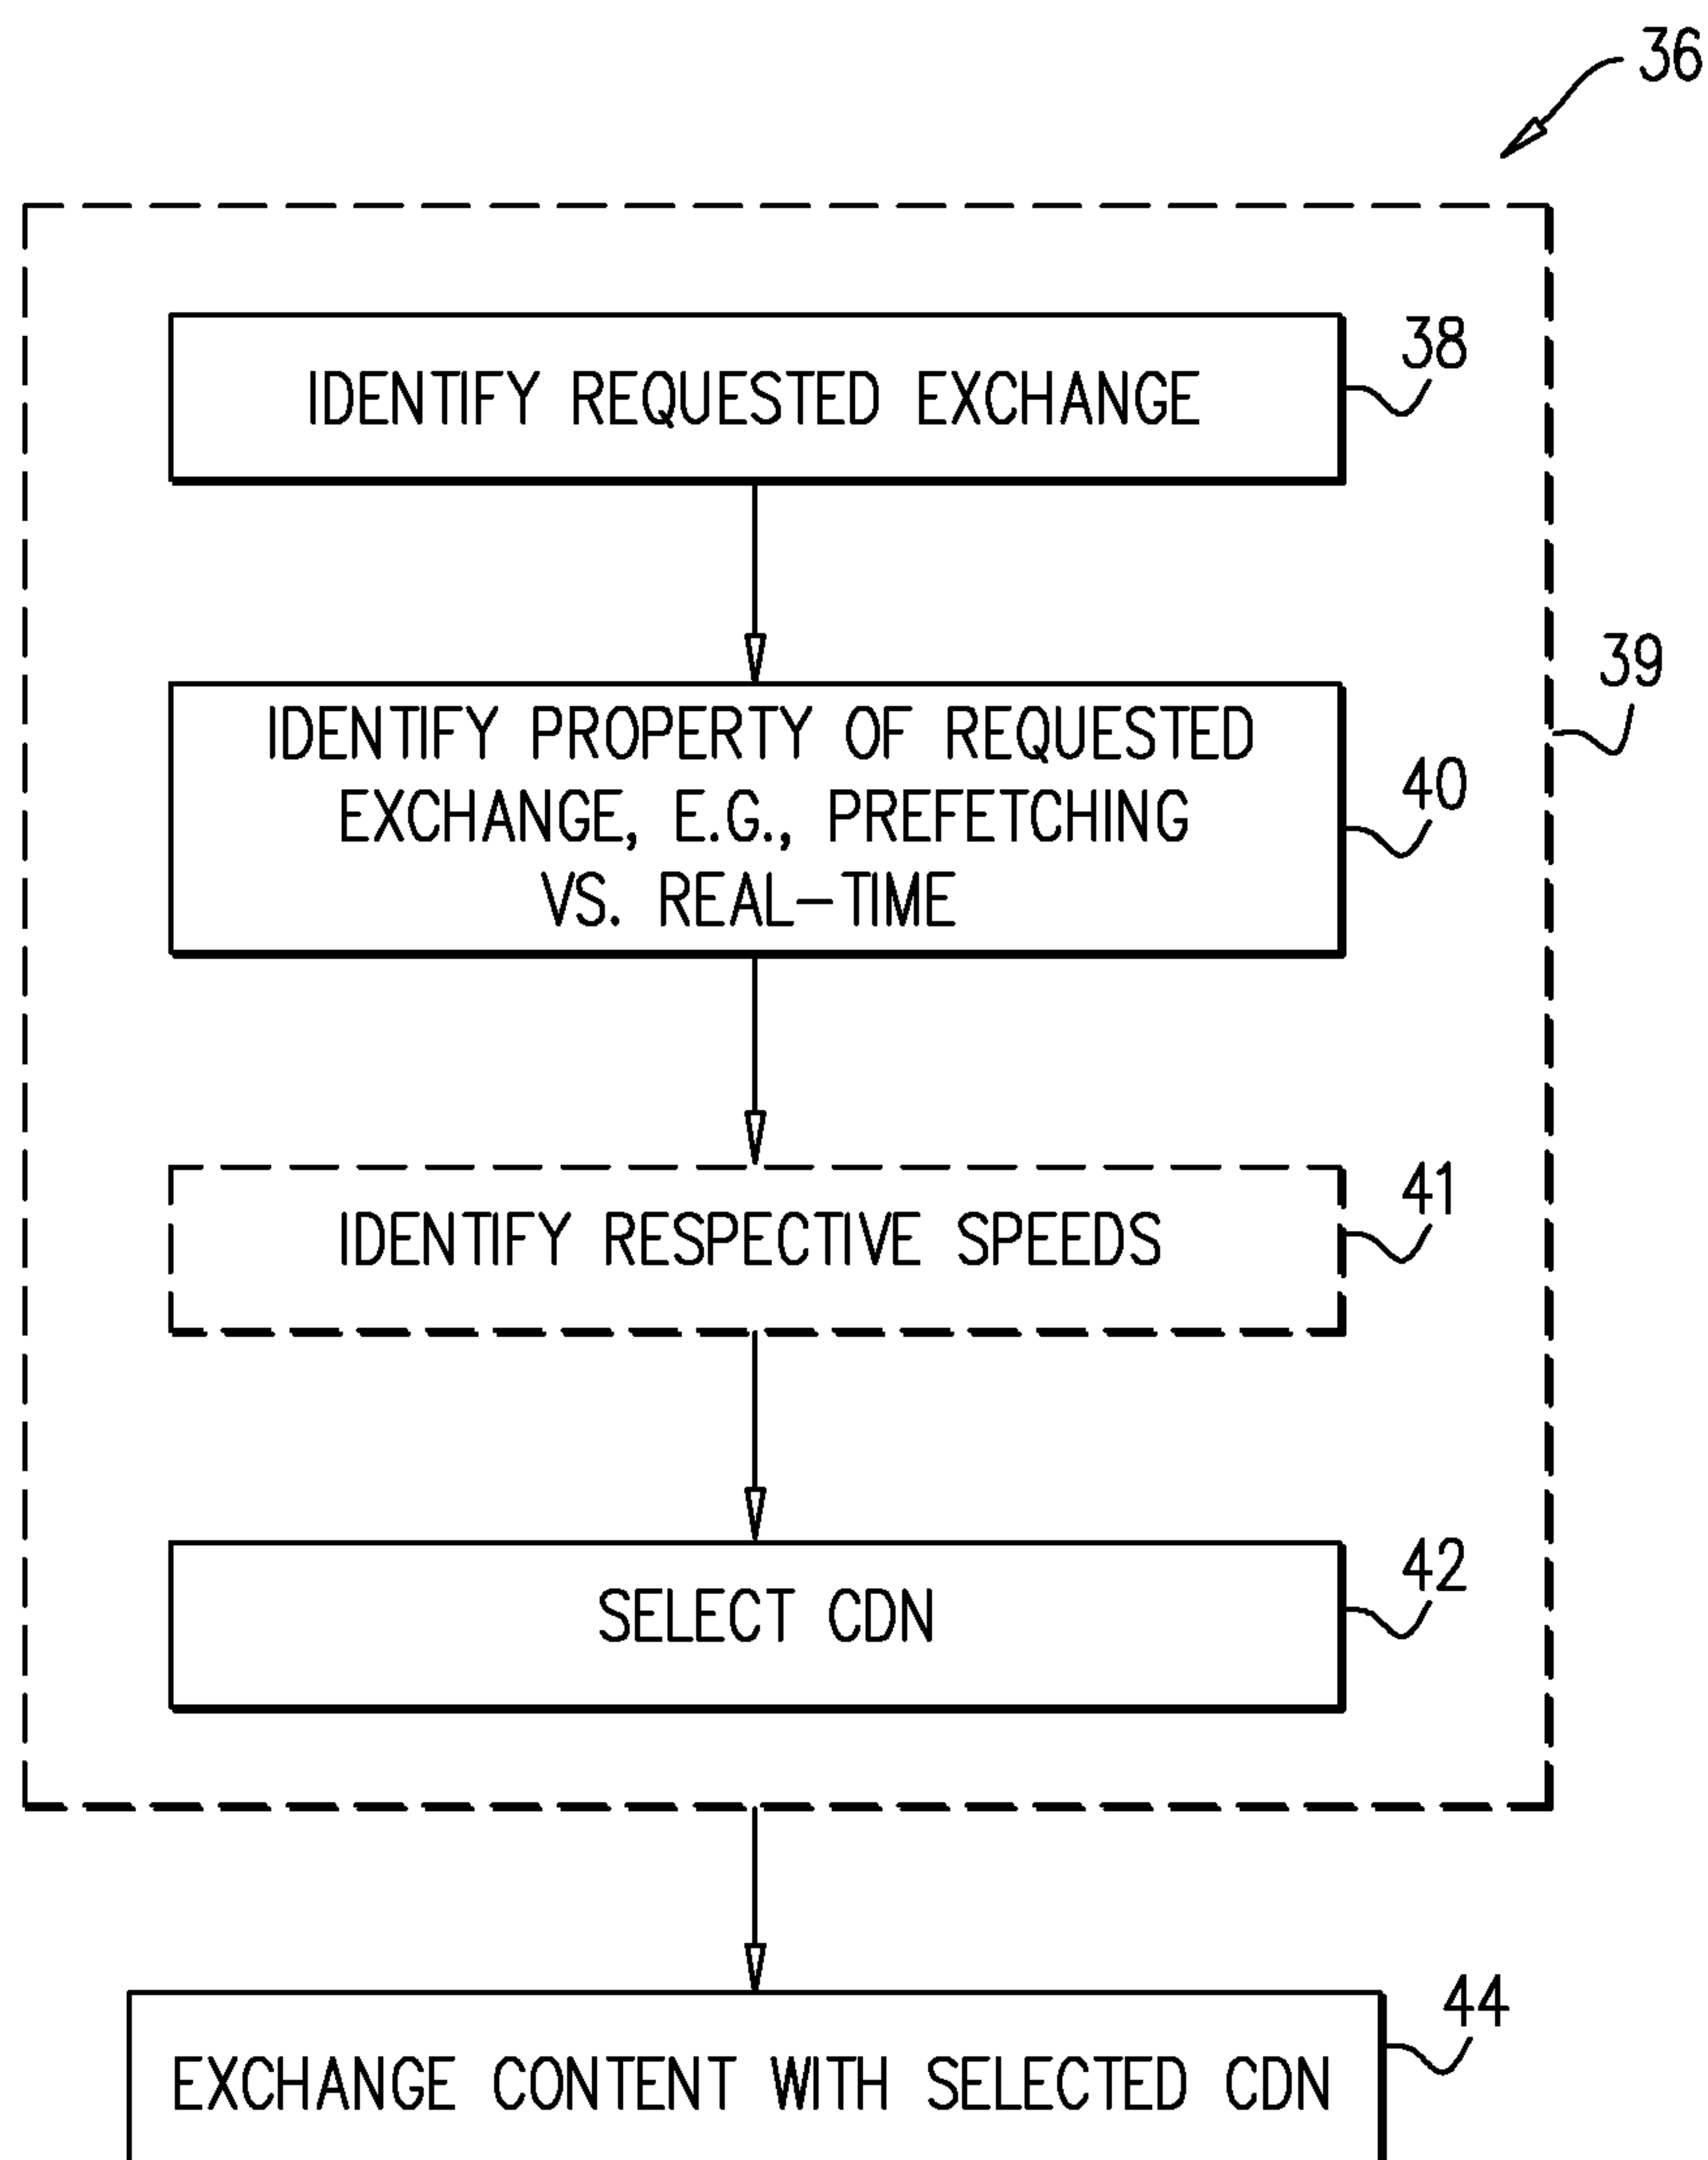 36
IDENTIFY REQUESTED EXCHANGE
38
39
IDENTIFY PROPERTY OF REQUESTED
EXCHANGE, E.G., PREFETCHING
VS. REAL-TIME
40
IDENTIFY RESPECTIVE SPEEDS
41
SELECT CDN
42
EXCHANGE CONTENT WITH SELECTED CDN
44